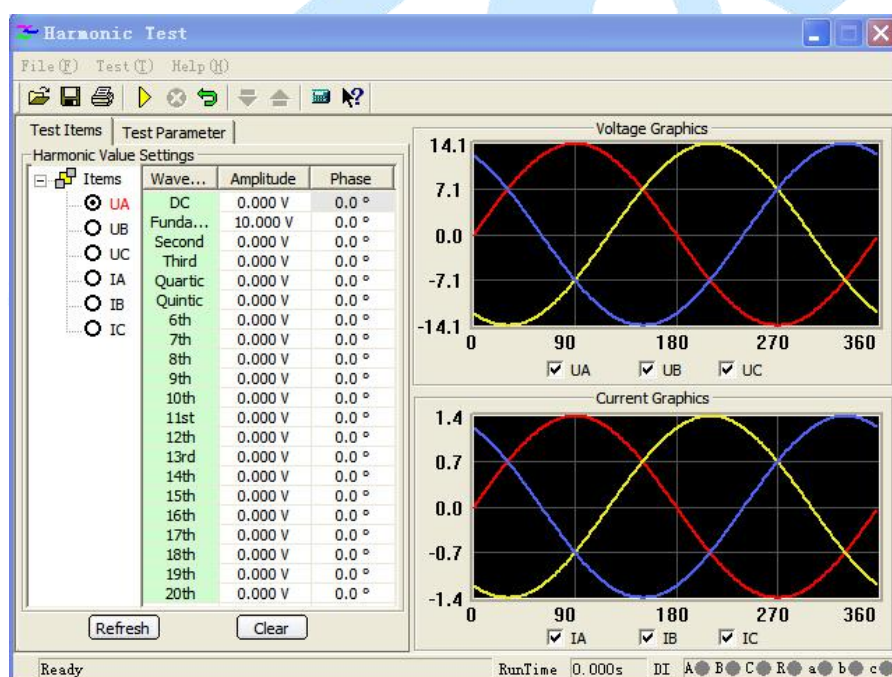 Harmonic Test
File(F) Test(T) Help(H)
Test Items Test Parameter
Harmonic Value Settings
Items
UA
UB
UC
IA
IB
IC
Wave... Amplitude Phase
DC 0.000 V 0.0 °
Funda... 10.000 V 0.0 °
Second 0.000 V 0.0 °
Third 0.000 V 0.0 °
Quartic 0.000 V 0.0 °
Quintic 0.000 V 0.0 °
6th 0.000 V 0.0 °
7th 0.000 V 0.0 °
8th 0.000 V 0.0 °
9th 0.000 V 0.0 °
10th 0.000 V 0.0 °
11st 0.000 V 0.0 °
12th 0.000 V 0.0 °
13rd 0.000 V 0.0 °
14th 0.000 V 0.0 °
15th 0.000 V 0.0 °
16th 0.000 V 0.0 °
17th 0.000 V 0.0 °
18th 0.000 V 0.0 °
19th 0.000 V 0.0 °
20th 0.000 V 0.0 °
Refresh Clear
Voltage Graphics
14.1
7.1
0.0
-7.1
-14.1
0 90 180 270 360
UA UB UC
Current Graphics
1.4
0.7
0.0
-0.7
-1.4
0 90 180 270 360
IA IB IC
Ready RunTime 0.000s DI A B C R a b c